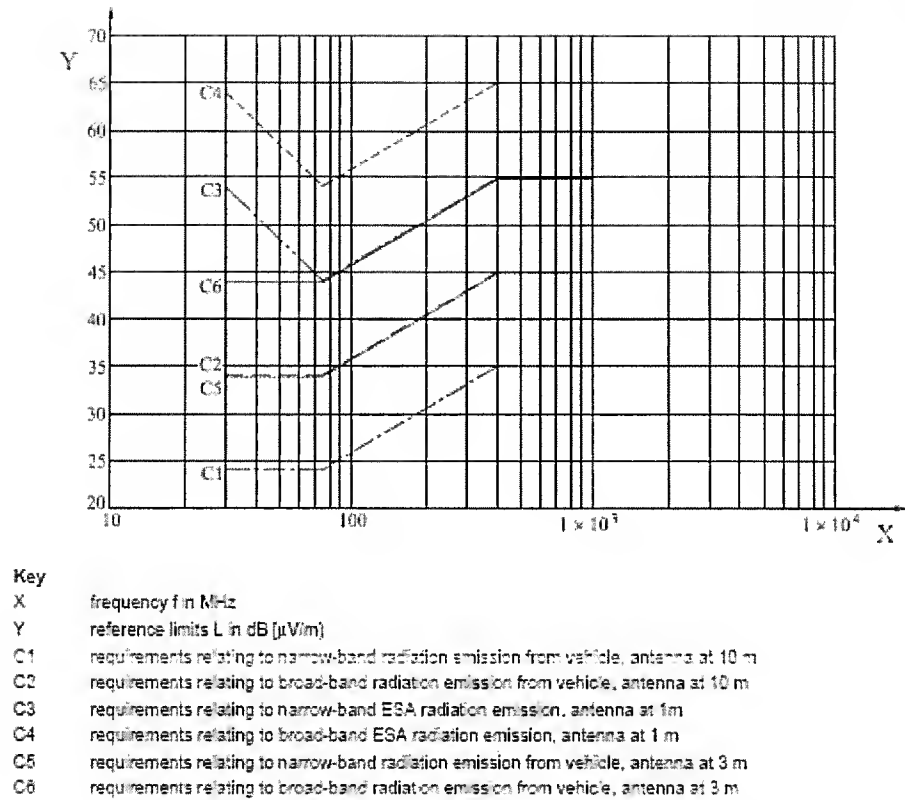 70
Y
65
C4
60
55
C3
50
45
C6
40
C2
35
C5
30
25
C1
20
10
100
1 × 10³
1 × 10⁴
X
Key
X frequency f in MHz
Y reference limits L in dB [µV/m)
C1 requirements relating to narrow-band radiation emission from vehicle, antenna at 10 m
C2 requirements relating to broad-band radiation emission from vehicle, antenna at 10 m
C3 requirements relating to narrow-band ESA radiation emission, antenna at 1m
C4 requirements relating to broad-band ESA radiation emission, antenna at 1 m
C5 requirements relating to narrow-band radiation emission from vehicle, antenna at 3 m
C6 requirements relating to broad-band radiation emission from vehicle, antenna at 3 m